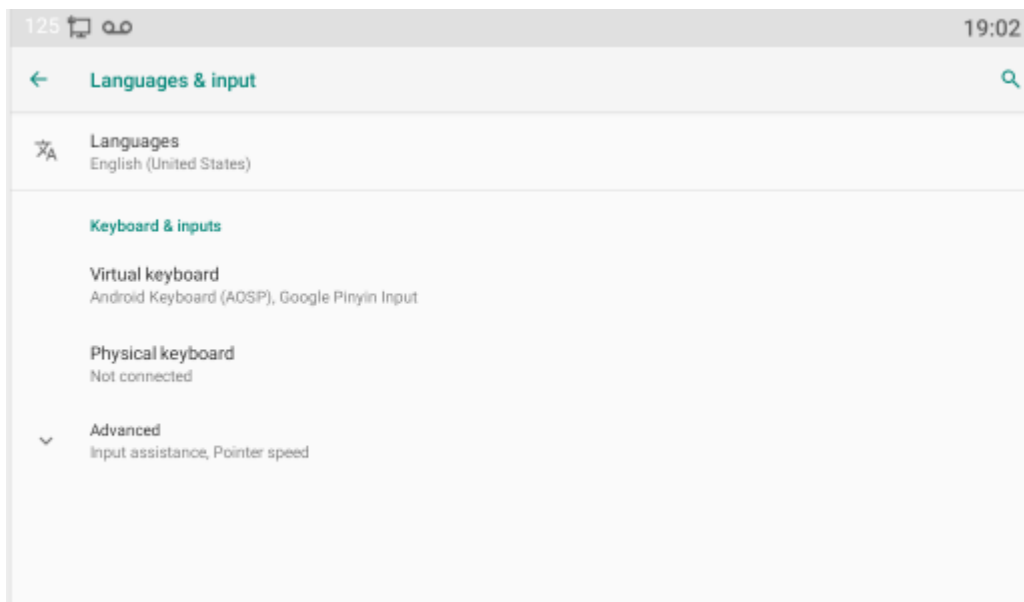 125 19:02
Languages & input
Languages
English (United States)
Keyboard & inputs
Virtual keyboard
Android Keyboard (AOSP), Google Pinyin Input
Physical keyboard
Not connected
Advanced
Input assistance, Pointer speed